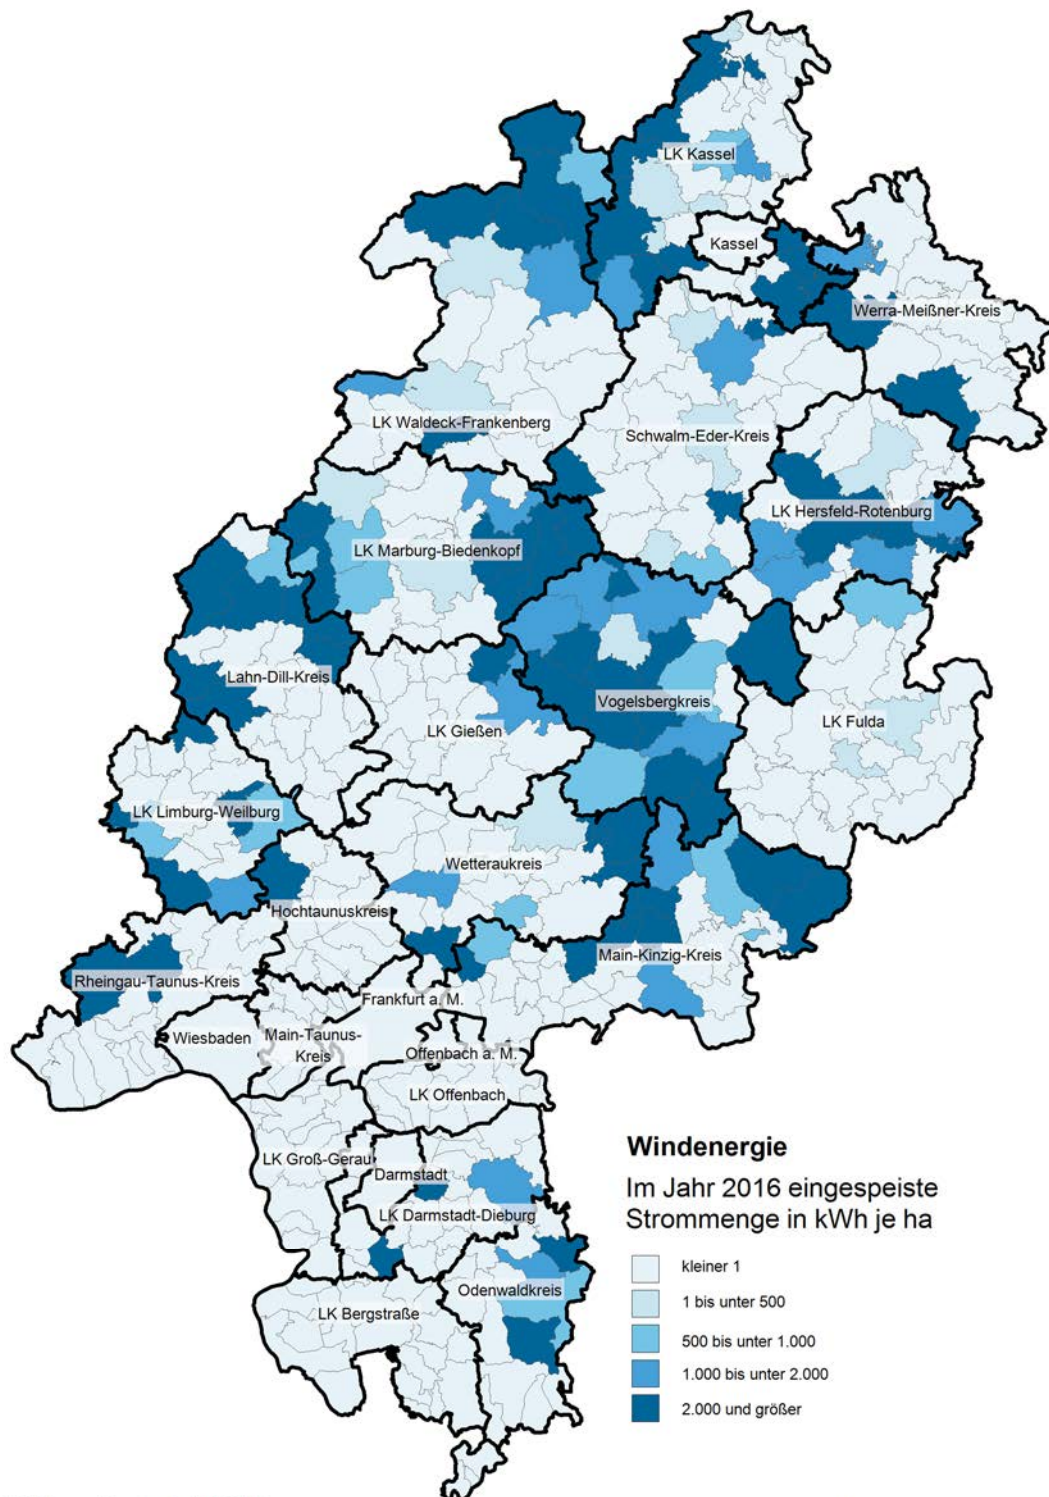 LK Kassel
Kassel
Werra-Meißner-Kreis
LK Waldeck-Frankenberg
Schwalm-Eder-Kreis
LK Hersfeld-Rotenburg
LK Marburg-Biedenkopf
Lahn-Dill-Kreis
Vogelsbergkreis
LK Gießen
LK Fulda
LK Limburg-Weilburg
Wetteraukreis
Hochtaunuskreis
Main-Kinzig-Kreis
Rheingau-Taunus-Kreis
Frankfurt a. M.
Wiesbaden
Main-Taunus-
Kreis
Offenbach a. M.
LK Offenbach
LK Groß-Gerau
Darmstadt
LK Darmstadt-Dieburg
Odenwaldkreis
LK Bergstraße
Windenergie
Im Jahr 2016 eingespeiste
Strommenge in kWh je ha
kleiner 1
1 bis unter 500
500 bis unter 1.000
1.000 bis unter 2.000
2.000 und größer